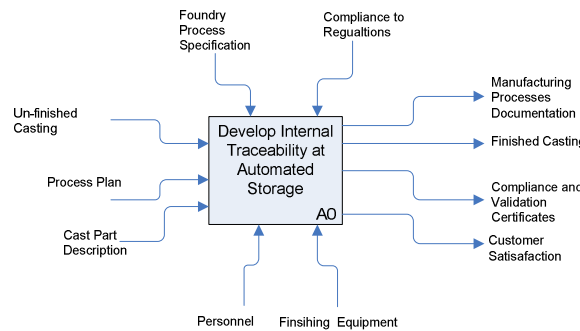 Foundry
Process
Specification
Compliance to
Regualtions
Un-finished
Casting
Process Plan
Cast Part
Description
Develop Internal
Traceability at
Automated
Storage
A0
Manufacturing
Processes
Documentation
Finished Casting
Compliance and
Validation
Certificates
Customer
Satisafaction
Personnel
Finsihing Equipment